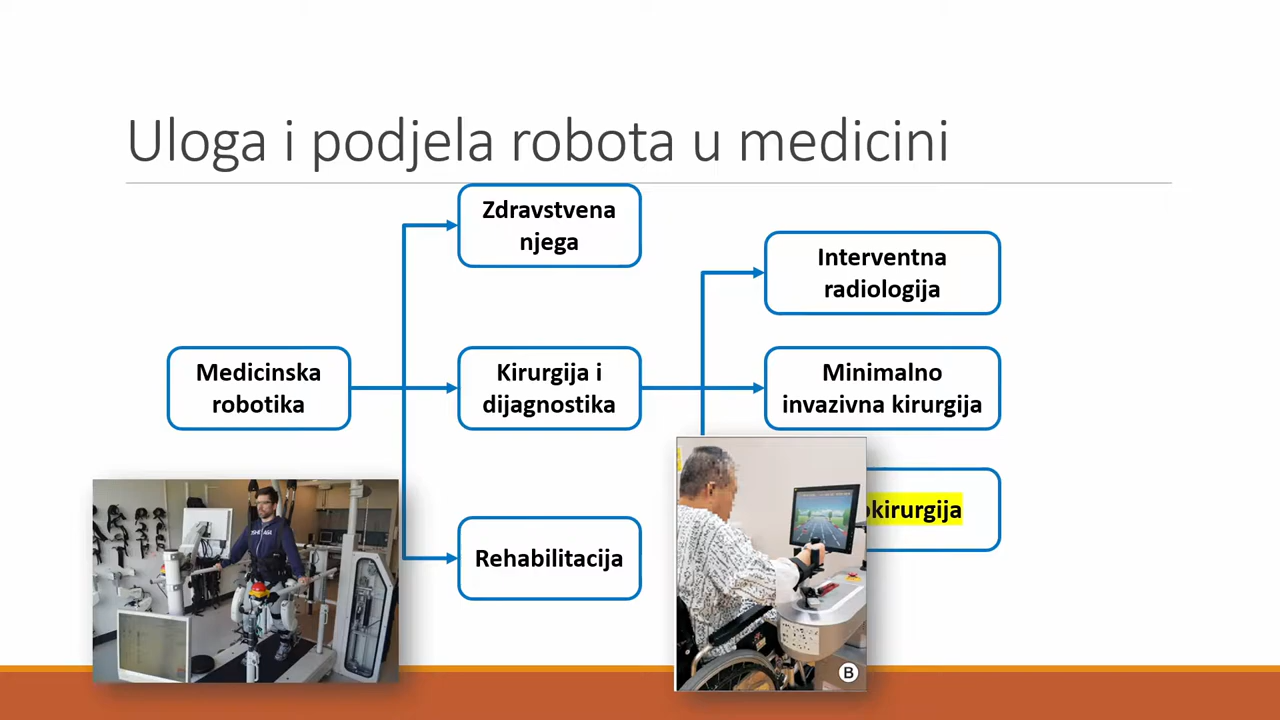 Uloga i podjela robota u medicini
Zdravstvena
njega
Interventna
radiologija
Medicinska
robotika
Kirurgija i
dijagnostika
Minimalno
invazivna kirurgija
okirurgija
Rehabilitacija
B